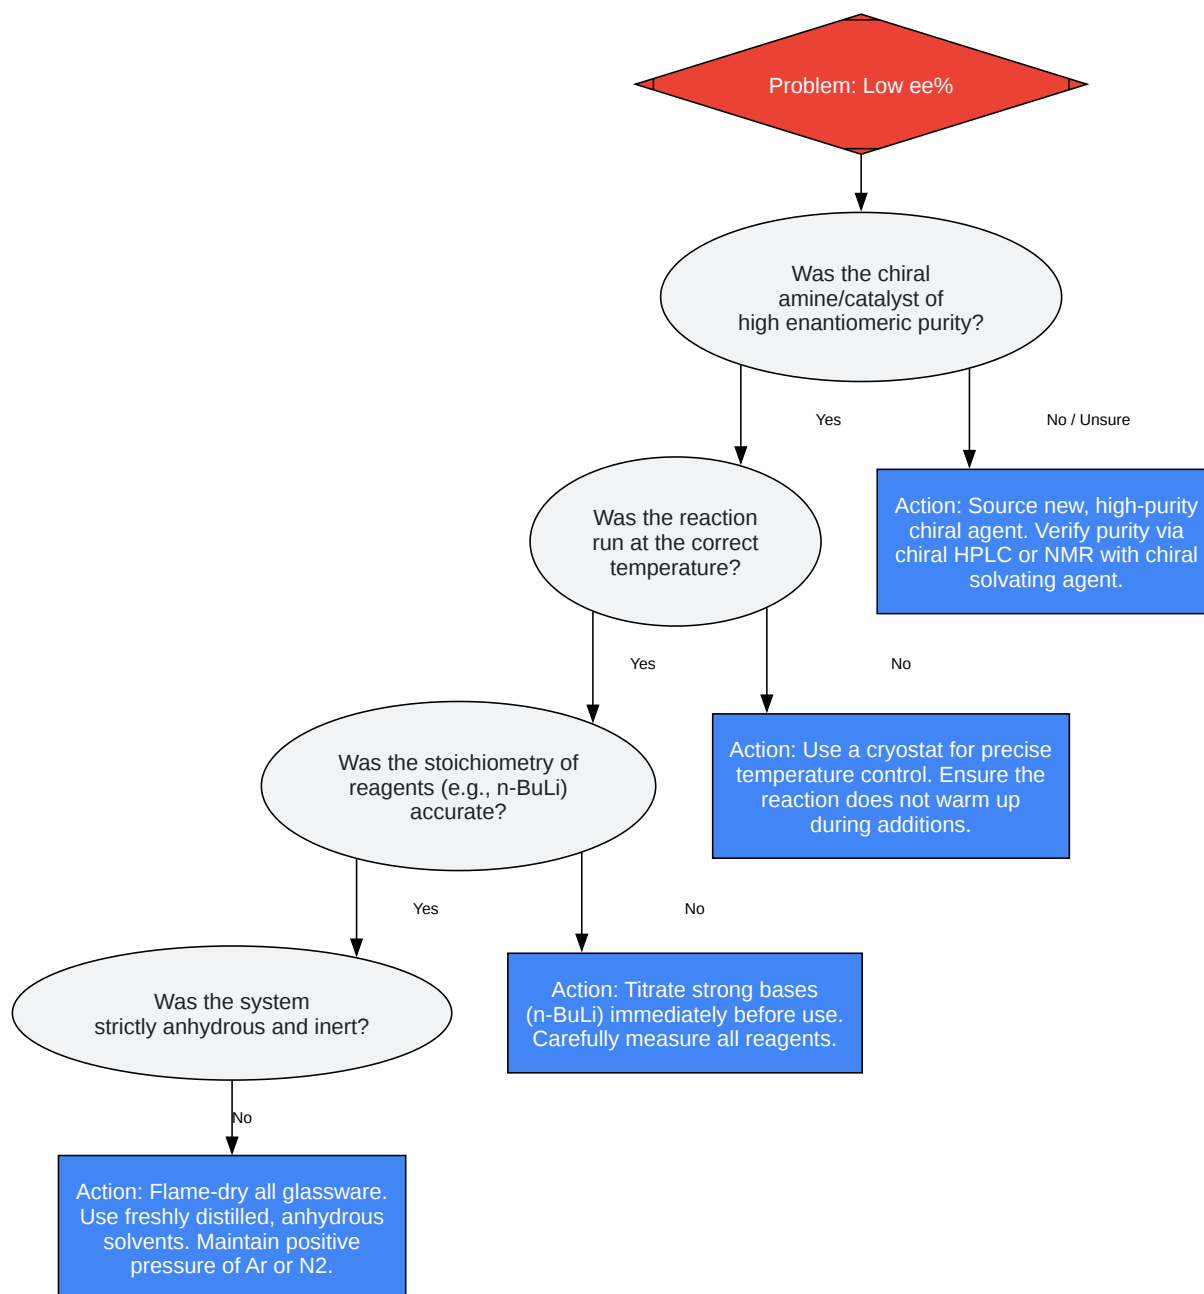 Problem: Low ee%
Was the chiral
amine/catalyst of
high enantiomeric purity?
Yes
No / Unsure
Was the reaction
run at the correct
temperature?
Action: Source new, high-purity
chiral agent. Verify purity via
chiral HPLC or NMR with chiral
solvating agent.
Yes
No
Was the stoichiometry of
reagents (e.g., n-BuLi)
accurate?
Action: Use a cryostat for precise
temperature control. Ensure the
reaction does not warm up
during additions.
Yes
No
Was the system
strictly anhydrous and inert?
Action: Titrate strong bases
(n-BuLi) immediately before use.
Carefully measure all reagents.
No
Action: Flame-dry all glassware.
Use freshly distilled, anhydrous
solvents. Maintain positive
pressure of Ar or N2.